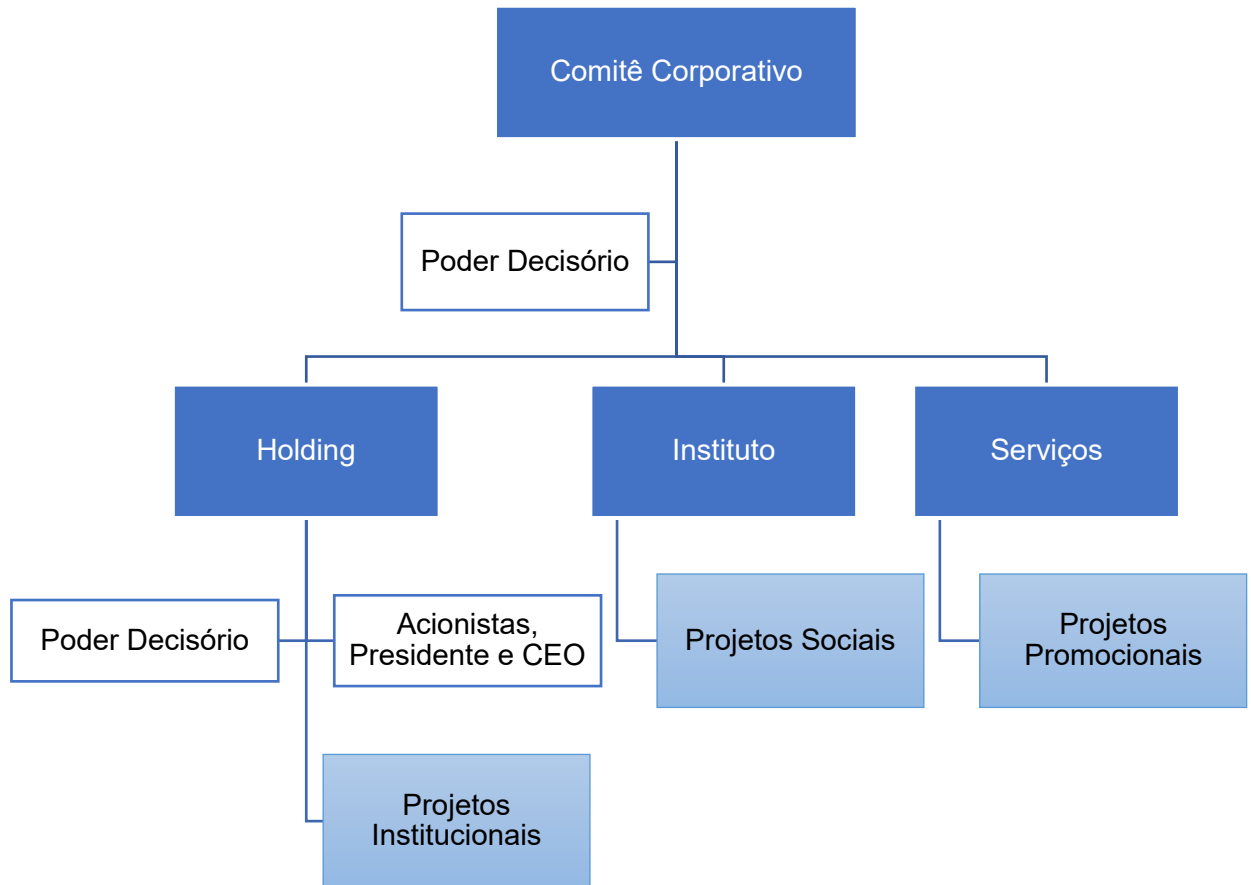 Comitê Corporativo
Poder Decisório
Holding
Instituto
Serviços
Poder Decisório
Acionistas,
Presidente e CEO
Projetos Sociais
Projetos
Promocionais
Projetos
Institucionais